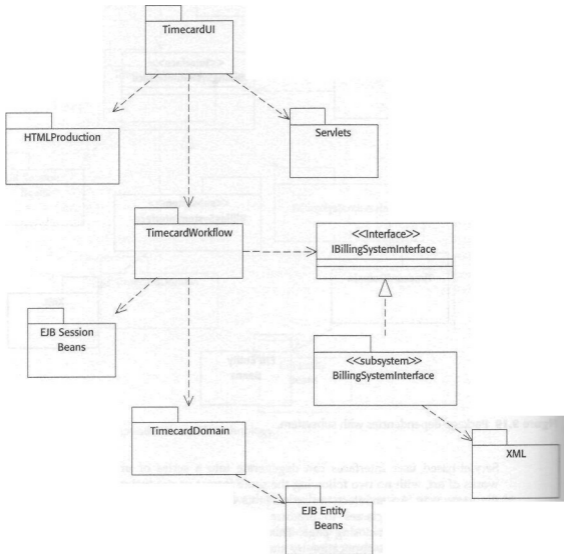 TimecardUI
HTMLProduction
Servlets
TimecardWorkflow
<<Interface>>
IBillingSystemInterface
EJB Session
Beans
<<subsystem>>
BillingSystemInterface
TimecardDomain
XML
EJB Entity
Beans